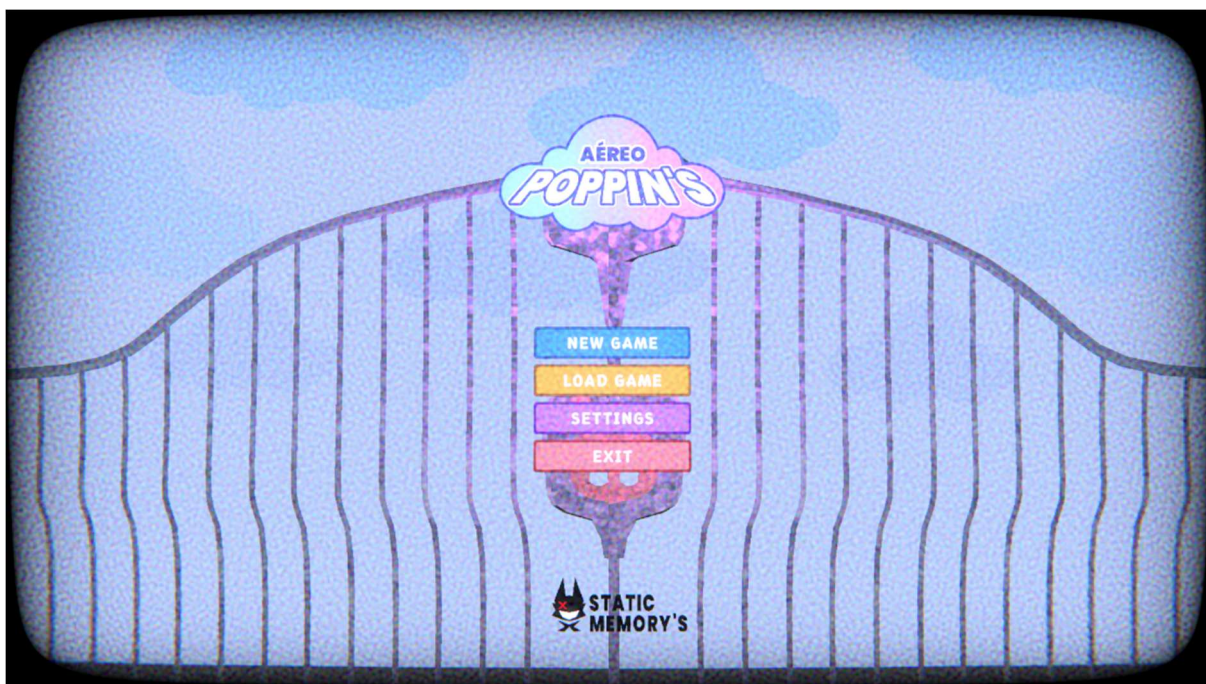 AÉREO
POPPIN'S
NEW GAME
LOAD GAME
SETTINGS
EXIT
STATIC
MEMORY'S